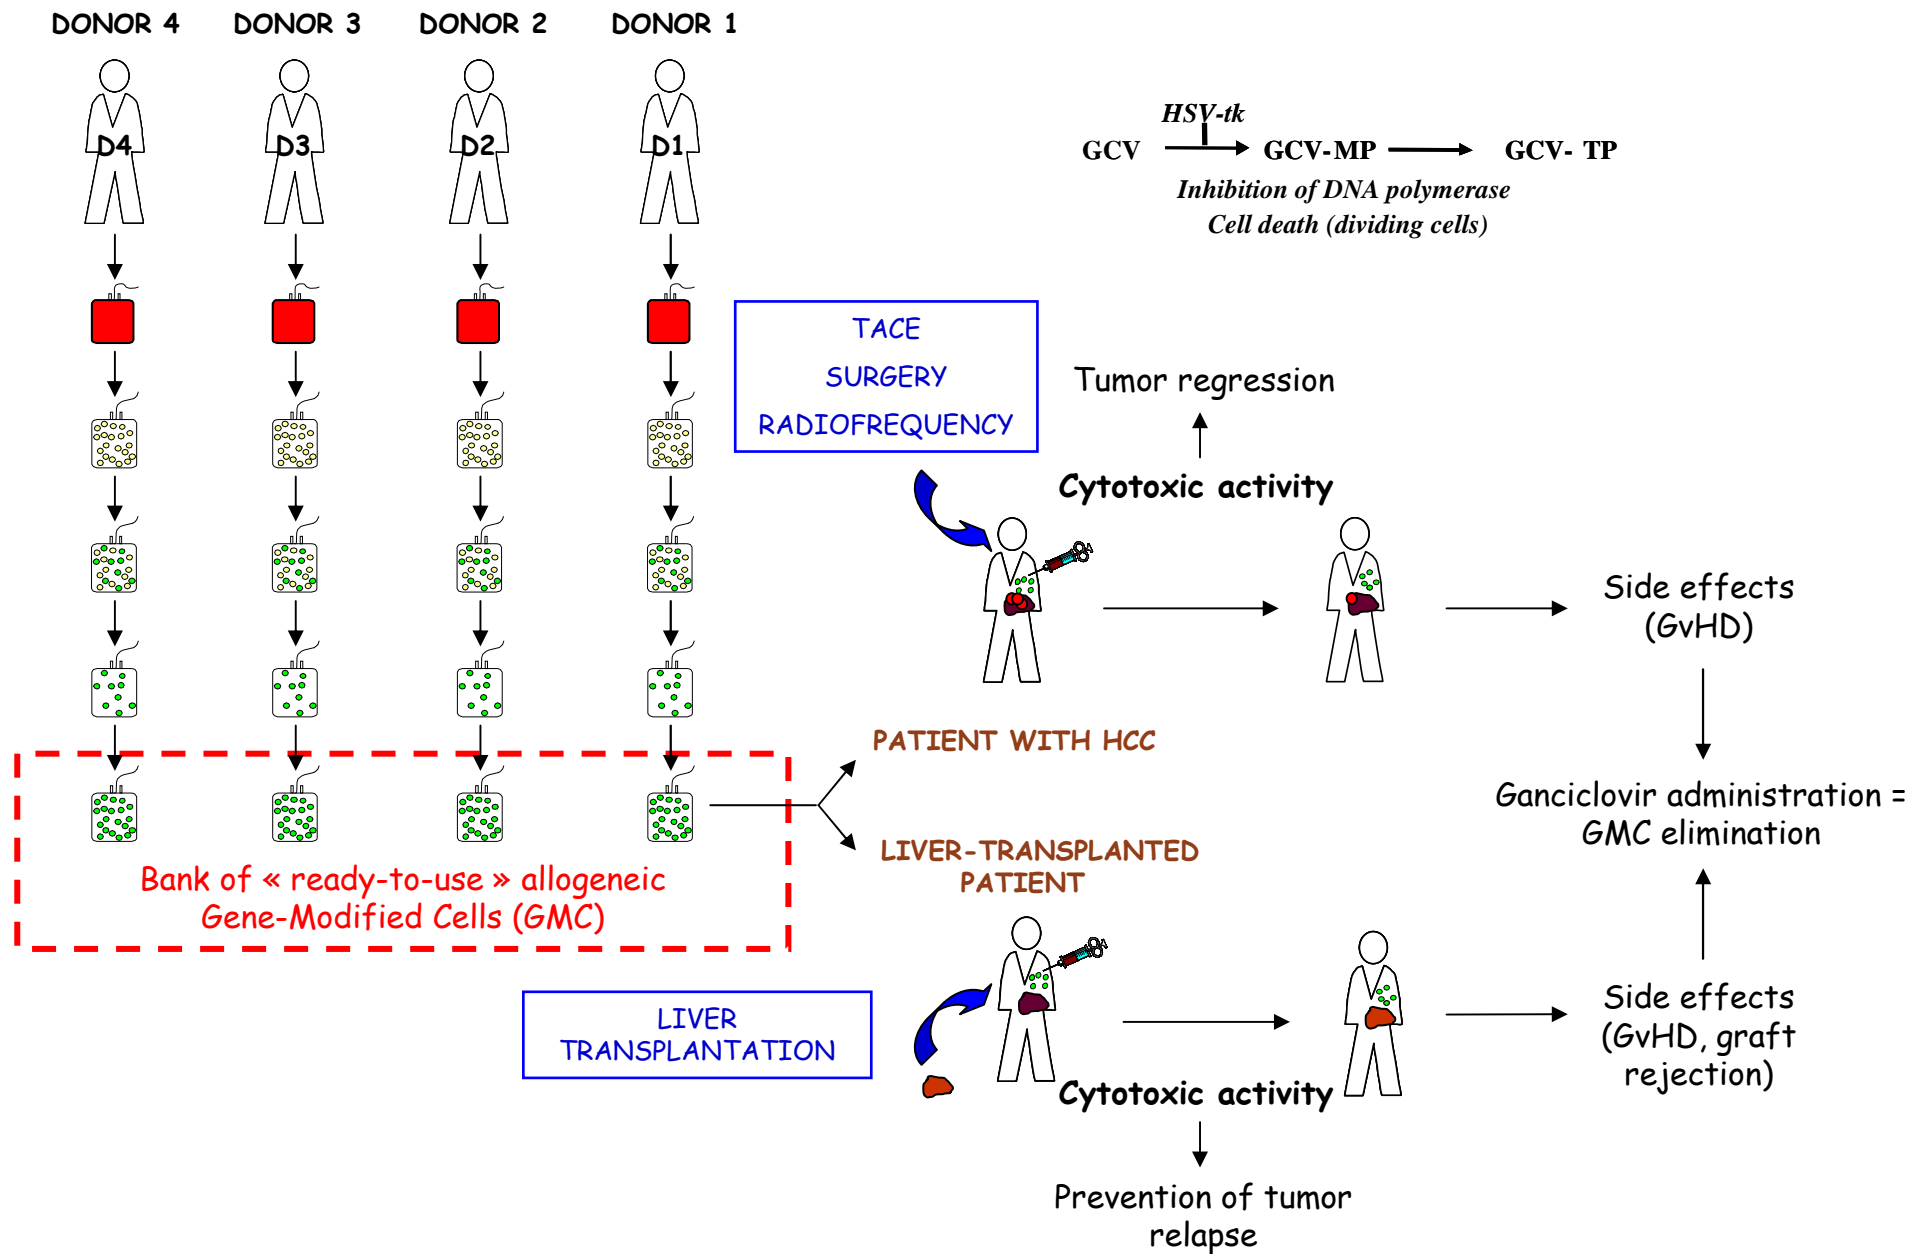 DONOR 4
DONOR 3
DONOR 2
DONOR 1
D4
D3
D2
D1
HSV-tk
GCV
GCV-MP
GCV- TP
Inhibition of DNA polymerase
Cell death (dividing cells)
TACE
SURGERY
RADIOFREQUENCY
Tumor regression
Cytotoxic activity
Side effects
(GvHD)
PATIENT WITH HCC
Ganciclovir administration =
GMC elimination
LIVER-TRANSPLANTED
PATIENT
Bank of « ready-to-use » allogeneic
Gene-Modified Cells (GMC)
LIVER
TRANSPLANTATION
Side effects
(GvHD, graft
rejection)
Cytotoxic activity
Prevention of tumor
relapse